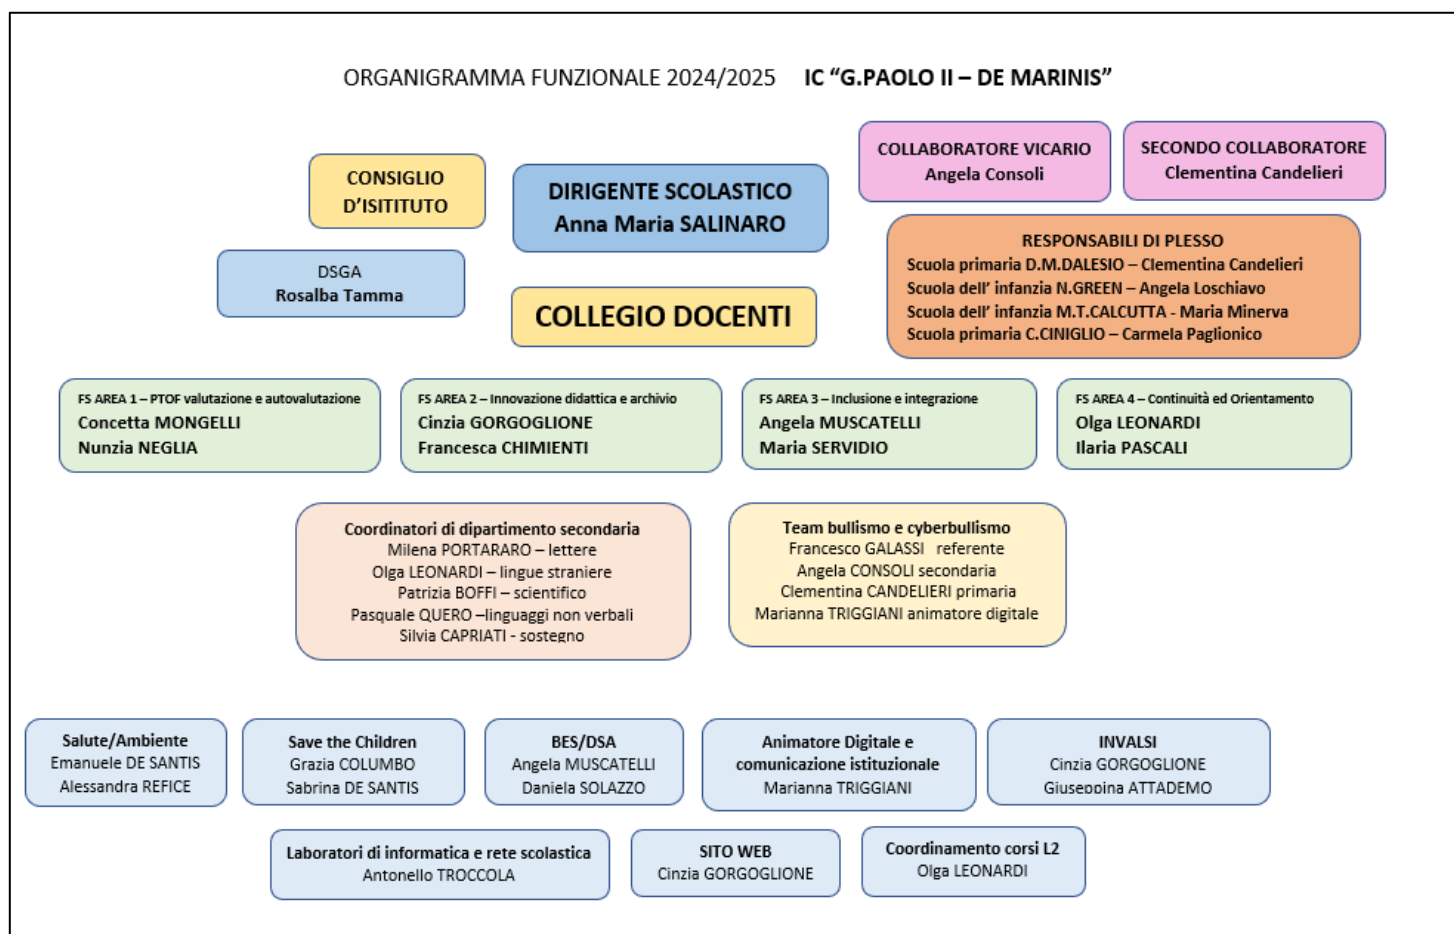 ORGANIGRAMMA FUNZIONALE 2024/2025 IC “G.PAOLO II – DE MARINIS”
CONSIGLIO
D’ISITITUTO
DIRIGENTE SCOLASTICO
Anna Maria SALINARO
COLLABORATORE VICARIO
Angela Consoli
SECONDO COLLABORATORE
Clementina Candelieri
DSGA
Rosalba Tamma
COLLEGIO DOCENTI
RESPONSABILI DI PLESSO
Scuola primaria D.M.DALESIO – Clementina Candelieri
Scuola dell’ infanzia N.GREEN – Angela Loschiavo
Scuola dell’ infanzia M.T.CALCUTTA - Maria Minerva
Scuola primaria C.CINIGLIO – Carmela Paglionico
FS AREA 1 – PTOF valutazione e autovalutazione
Concetta MONGELLI
Nunzia NEGLIA
FS AREA 2 – Innovazione didattica e archivio
Cinzia GORGOGLIONE
Francesca CHIMIENTI
FS AREA 3 – Inclusione e integrazione
Angela MUSCATELLI
Maria SERVIDIO
FS AREA 4 – Continuità ed Orientamento
Olga LEONARDI
Ilaria PASCALI
Coordinatori di dipartimento secondaria
Milena PORTARARO – lettere
Olga LEONARDI – lingue straniere
Patrizia BOFFI – scientifico
Pasquale QUERO –linguaggi non verbali
Silvia CAPRIATI - sostegno
Team bullismo e cyberbullismo
Francesco GALASSI referente
Angela CONSOLI secondaria
Clementina CANDELIERI primaria
Marianna TRIGGIANI animatore digitale
Salute/Ambiente
Emanuele DE SANTIS
Alessandra REFICE
Save the Children
Grazia COLUMBO
Sabrina DE SANTIS
BES/DSA
Angela MUSCATELLI
Daniela SOLAZZO
Animatore Digitale e
comunicazione istituzionale
Marianna TRIGGIANI
INVALSI
Cinzia GORGOGLIONE
Giuseppina ATTADEMO
Laboratori di informatica e rete scolastica
Antonello TROCCOLA
SITO WEB
Cinzia GORGOGLIONE
Coordinamento corsi L2
Olga LEONARDI